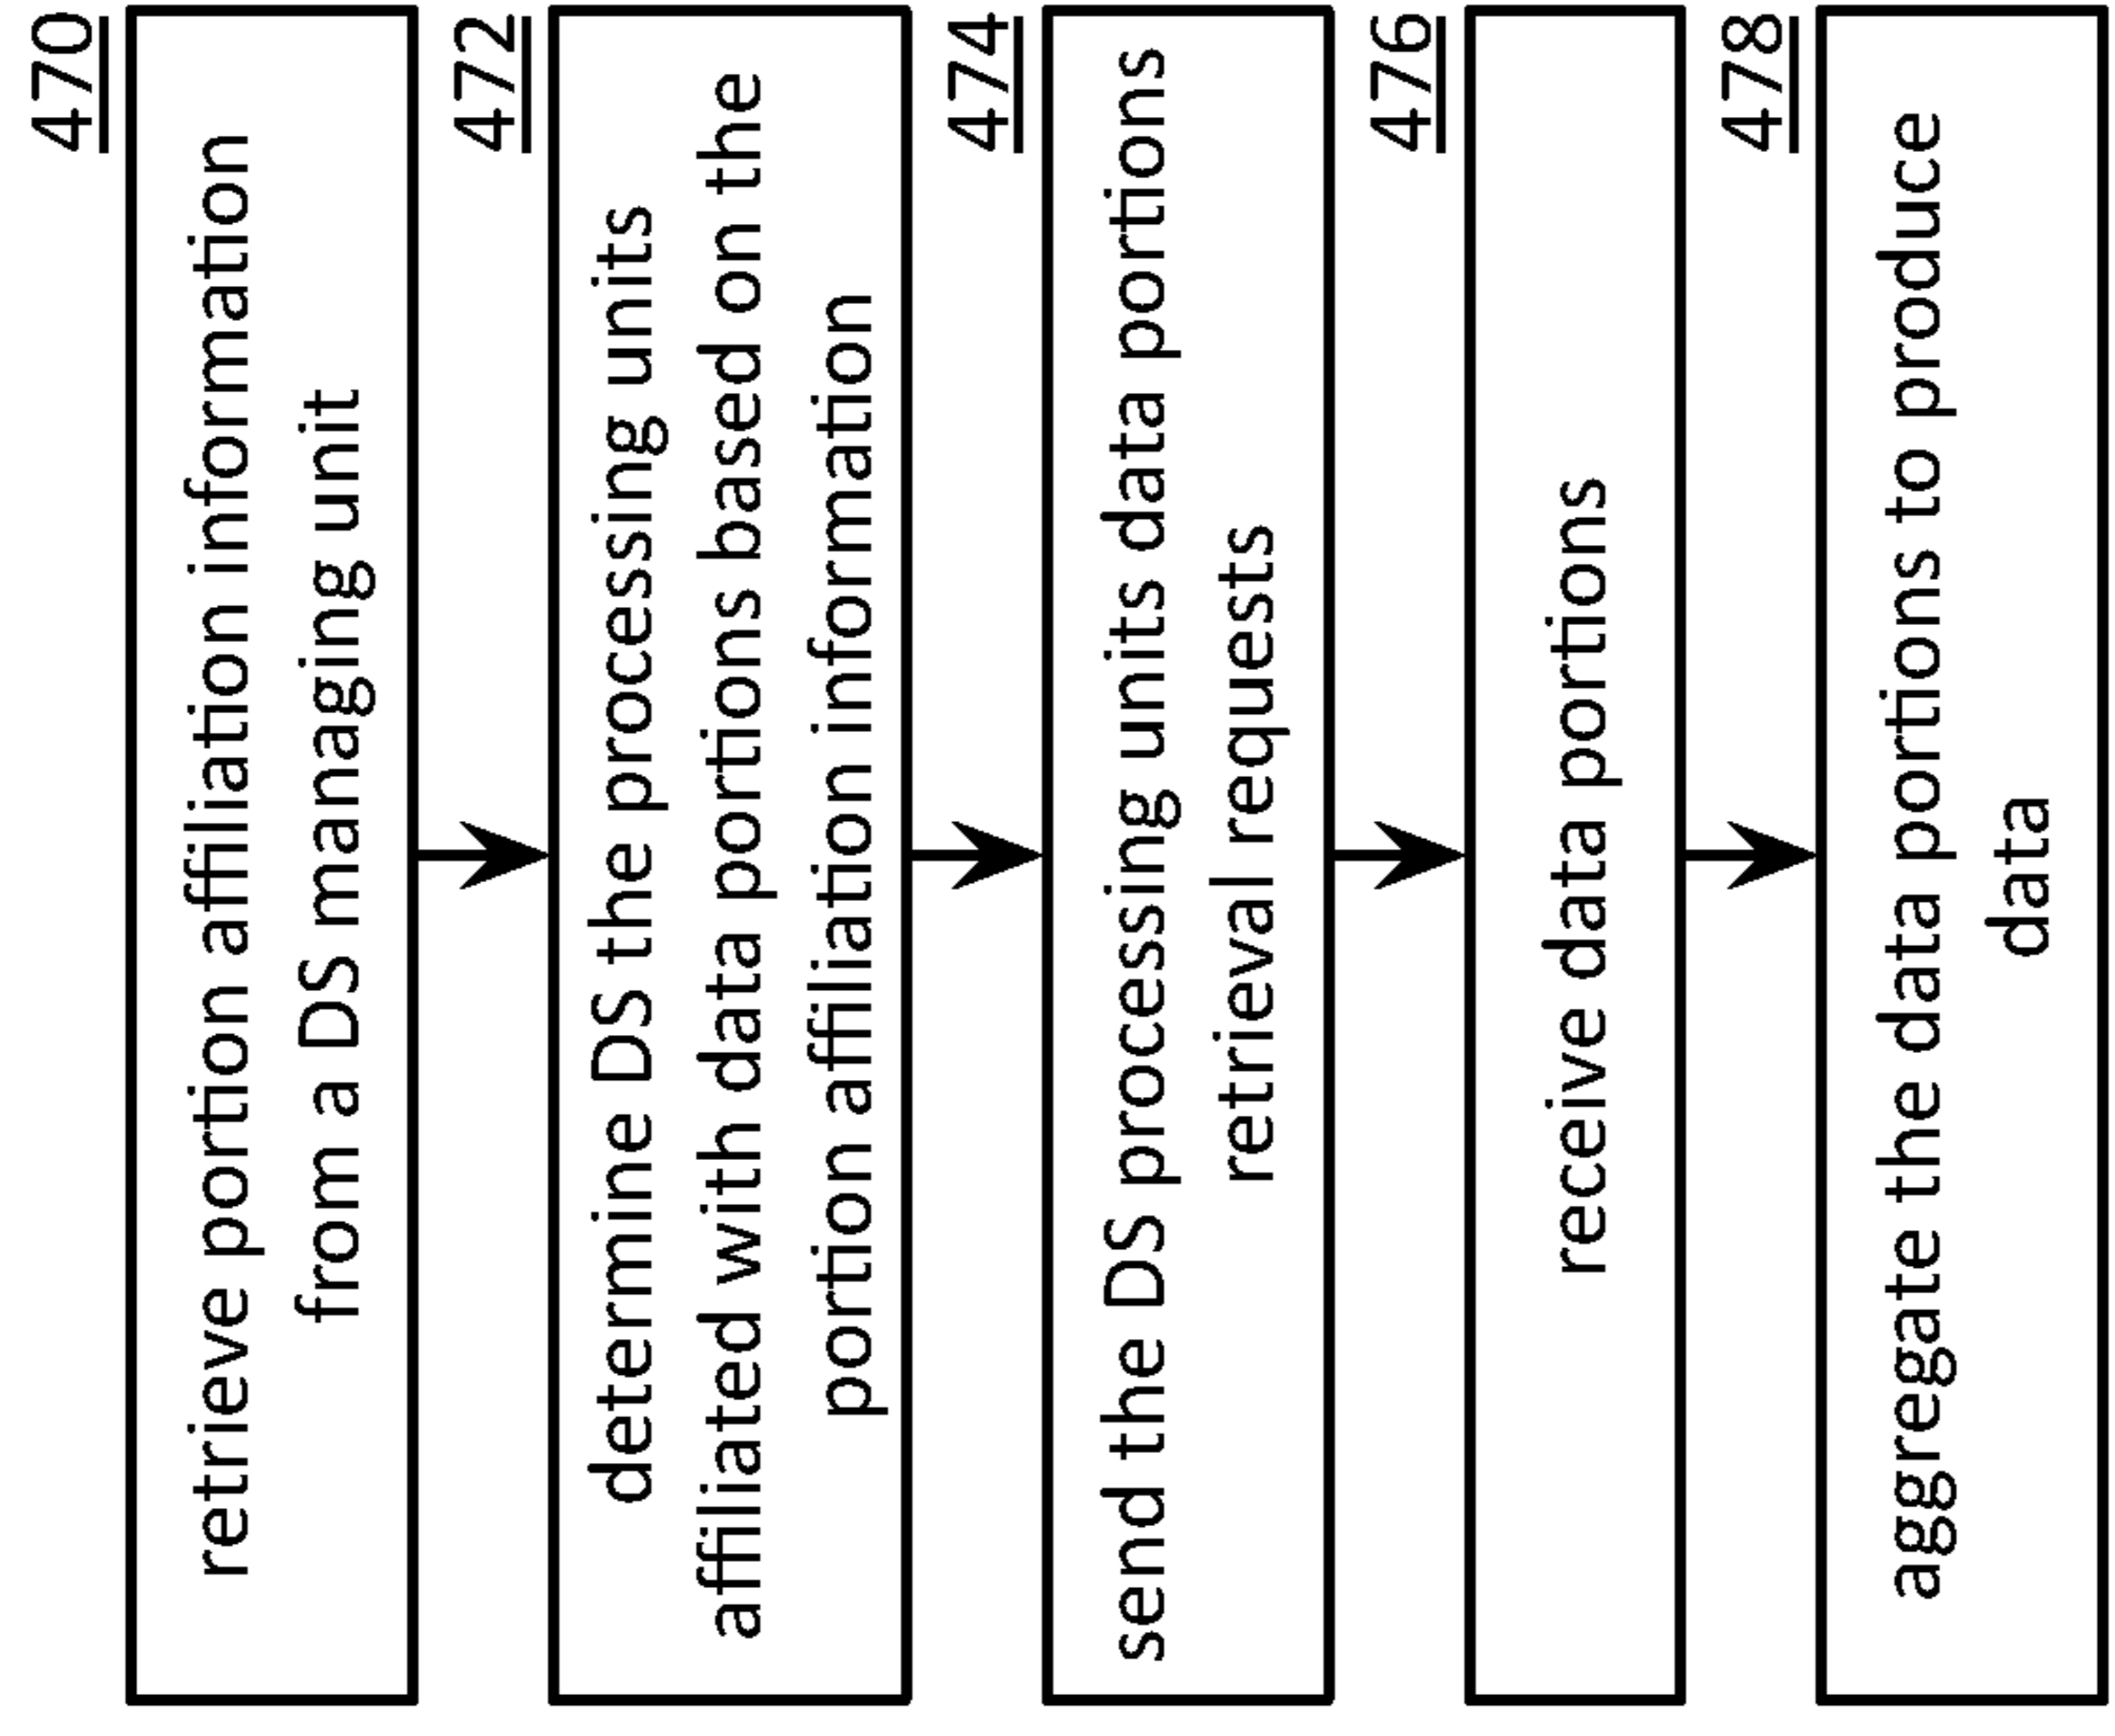 470
retrieve portion affiliation information
from a DS managing unit
472
determine DS the processing units
affiliated with data portions based on the
portion affiliation information
474
send the DS processing units data portions
retrieval requests
476
receive data portions
478
aggregate the data portions to produce
data